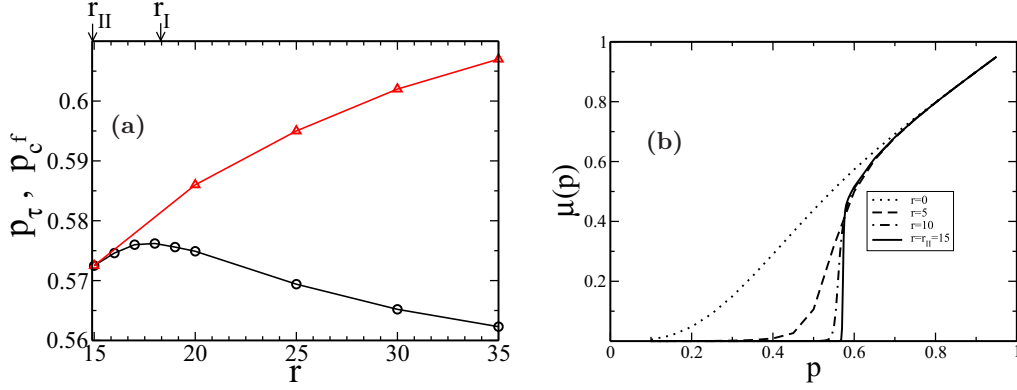 r_II r_I
(a)
p_τ , p_c^f
0.6
0.59
0.58
0.57
0.56
15 20 25 30 35
r
1
0.8
0.6
0.4
0.2
(b)
μ(p)
r=0
r=5
r=10
r=r_II=15
0 0.2 0.4 0.6 0.8 1
p